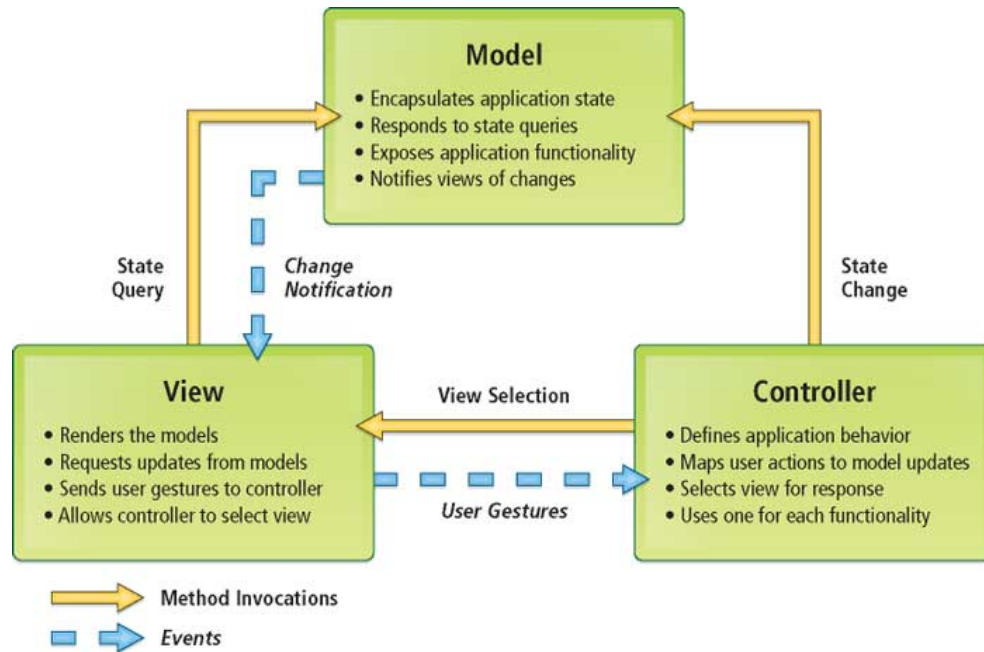 Model
• Encapsulates application state
• Responds to state queries
• Exposes application functionality
• Notifies views of changes
State
Query
Change
Notification
State
Change
View
• Renders the models
• Requests updates from models
• Sends user gestures to controller
• Allows controller to select view
View Selection
User Gestures
Controller
• Defines application behavior
• Maps user actions to model updates
• Selects view for response
• Uses one for each functionality
Method Invocations
Events